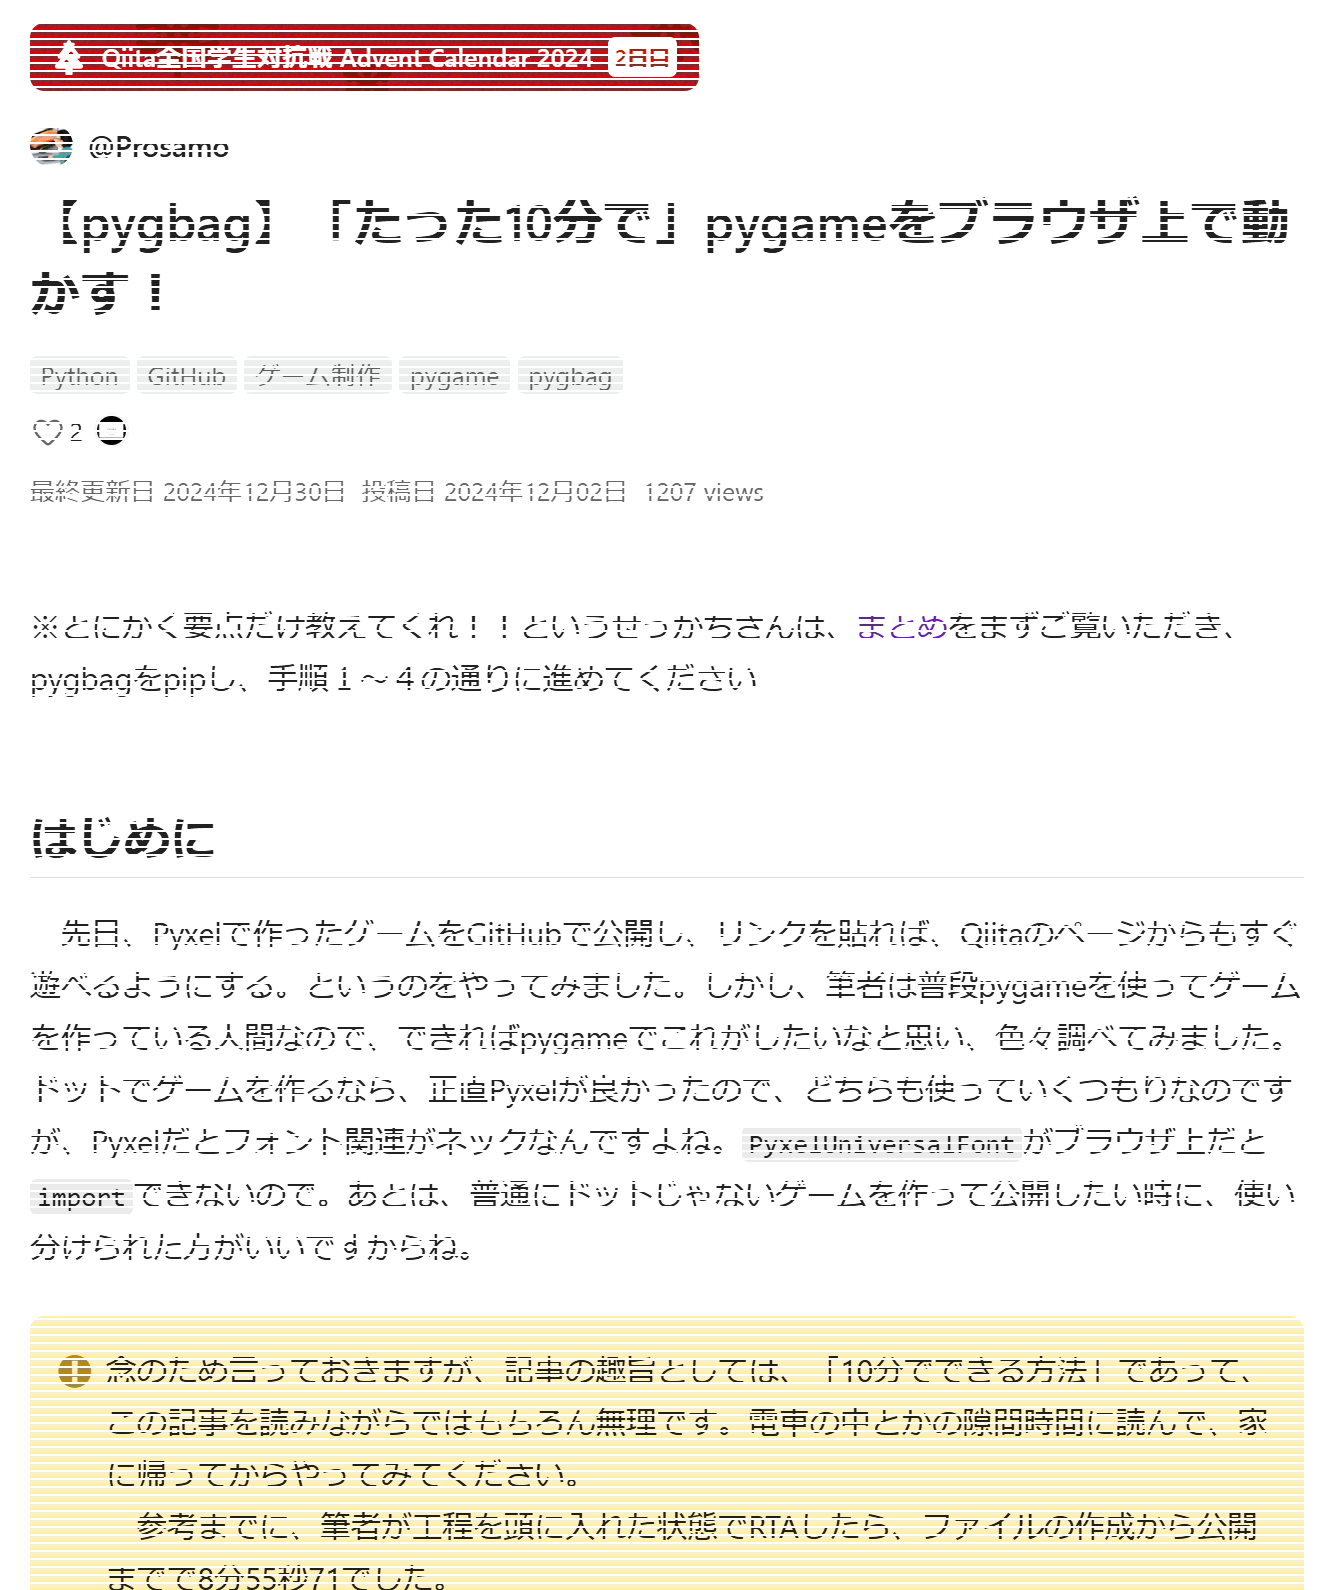 Qiita全国学生対抗戦 Advent Calendar 2024 2日目
@Prosamo
【pygbag】「たった10分で」pygameをブラウザ上で動
かす！
Python GitHub ゲーム制作 pygame pygbag
2
最終更新日 2024年12月30日 投稿日 2024年12月02日 1207 views
※とにかく要点だけ教えてくれ！！というせっかちさんは、まとめをまずご覧いただき、
pygbagをpipし、手順１～４の通りに進めてください
はじめに
先日、Pyxelで作ったゲームをGitHubで公開し、リンクを貼れば、Qiitaのページからもすぐ
遊べるようにする。というのをやってみました。しかし、筆者は普段pygameを使ってゲーム
を作っている人間なので、できればpygameでこれがしたいなと思い、色々調べてみました。
ドットでゲームを作るなら、正直Pyxelが良かったので、どちらも使っていくつもりなのです
が、Pyxelだとフォント関連がネックなんですよね。PyxelUniversalFontがブラウザ上だと
importできないので。あとは、普通にドットじゃないゲームを作って公開したい時に、使い
分けられた方がいいですからね。
念のため言っておきますが、記事の趣旨としては、「10分でできる方法」であって、
この記事を読みながらではもちろん無理です。電車の中とかの隙間時間に読んで、家
に帰ってからやってみてください。
参考までに、筆者が工程を頭に入れた状態でRTAしたら、ファイルの作成から公開
までで8分55秒71でした。